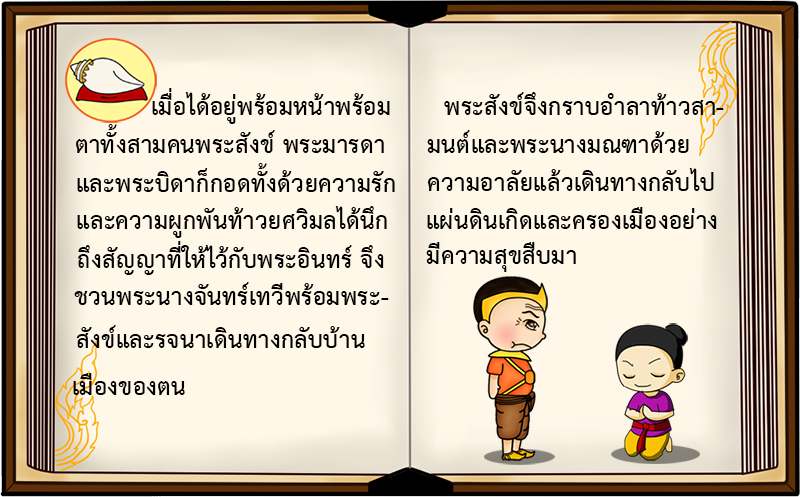 เมื่อได้อยู่พร้อมหน้าพร้อม
ตาทั้งสามคนพระสังข์ พระมารดา
และพระบิดาก็กอดทั้งด้วยความรัก
และความผูกพันท้าวยศวิมลได้นึก
ถึงสัญญาที่ให้ไว้กับพระอินทร์ จึง
ชวนพระนางจันทร์เทวีพร้อมพระ-
สังข์และรจนาเดินทางกลับบ้าน
เมืองของตน
พระสังข์จึงกราบอำลาท้าวสา-
มนต์และพระนางมณฑาด้วย
ความอาลัยแล้วเดินทางกลับไป
แผ่นดินเกิดและครองเมืองอย่าง
มีความสุขสืบมา